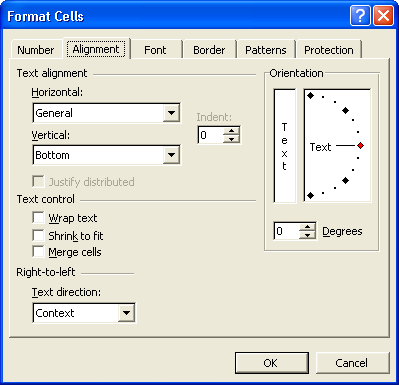 Format Cells
Number Alignment Font Border Patterns Protection
Text alignment
Horizontal:
General
Indent:
0
Vertical:
Bottom
Justify distributed
Text control
Wrap text
Shrink to fit
Merge cells
Right-to-left
Text direction:
Context
Orientation
Text
Text
0 Degrees
OK Cancel